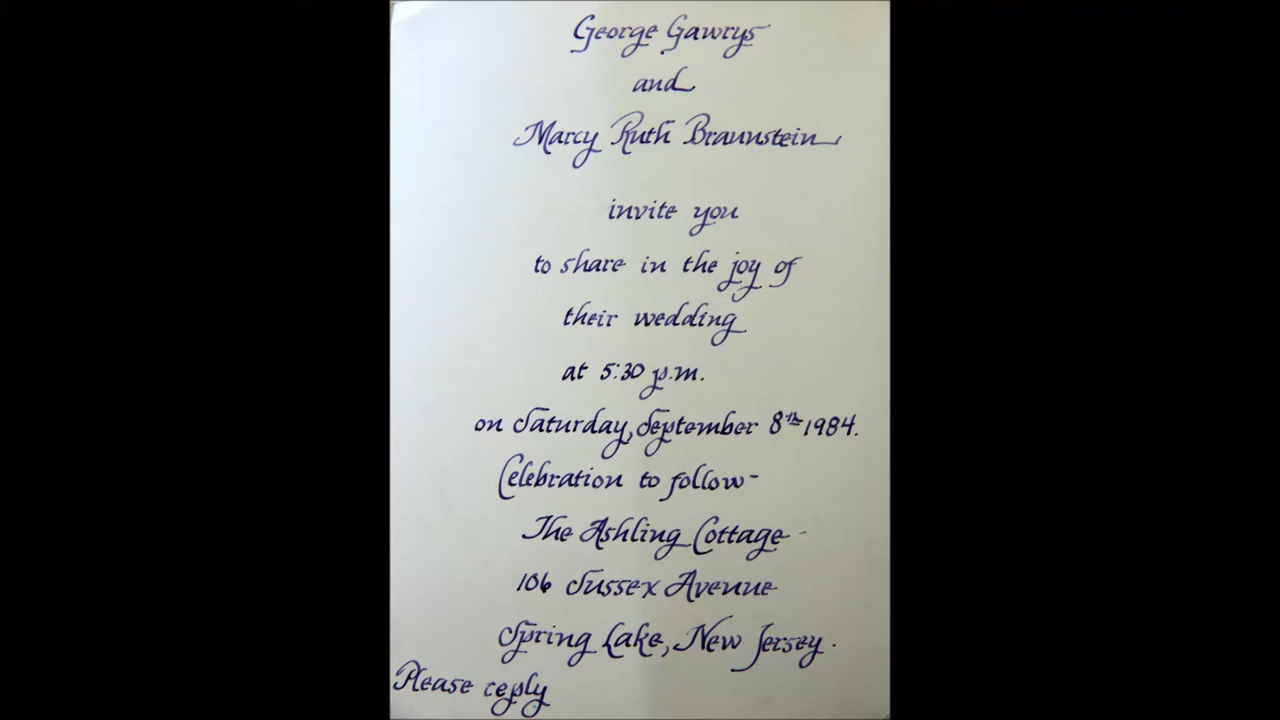 George Gawrys
and
Marcy Ruth Braunstein
invite you
to share in the joy of
their wedding
at 5:30 p.m.
on Saturday, September 8th 1984.
Celebration to follow-
The Ashling Cottage -
106 Sussex Avenue
Spring Lake, New Jersey.
Please reply